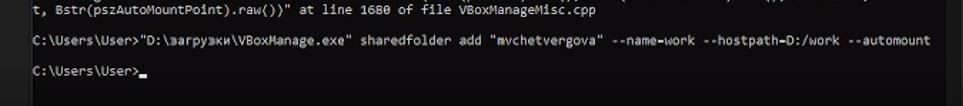 t, Bstr(pszAutoMountPoint).raw())" at line 1680 of file VBoxManageMisc.cpp
C:\Users\User>"D:\загрузки\VBoxManage.exe" sharedfolder add "mvchetvergova" --name=work --hostpath=D:/work --automount
C:\Users\User>